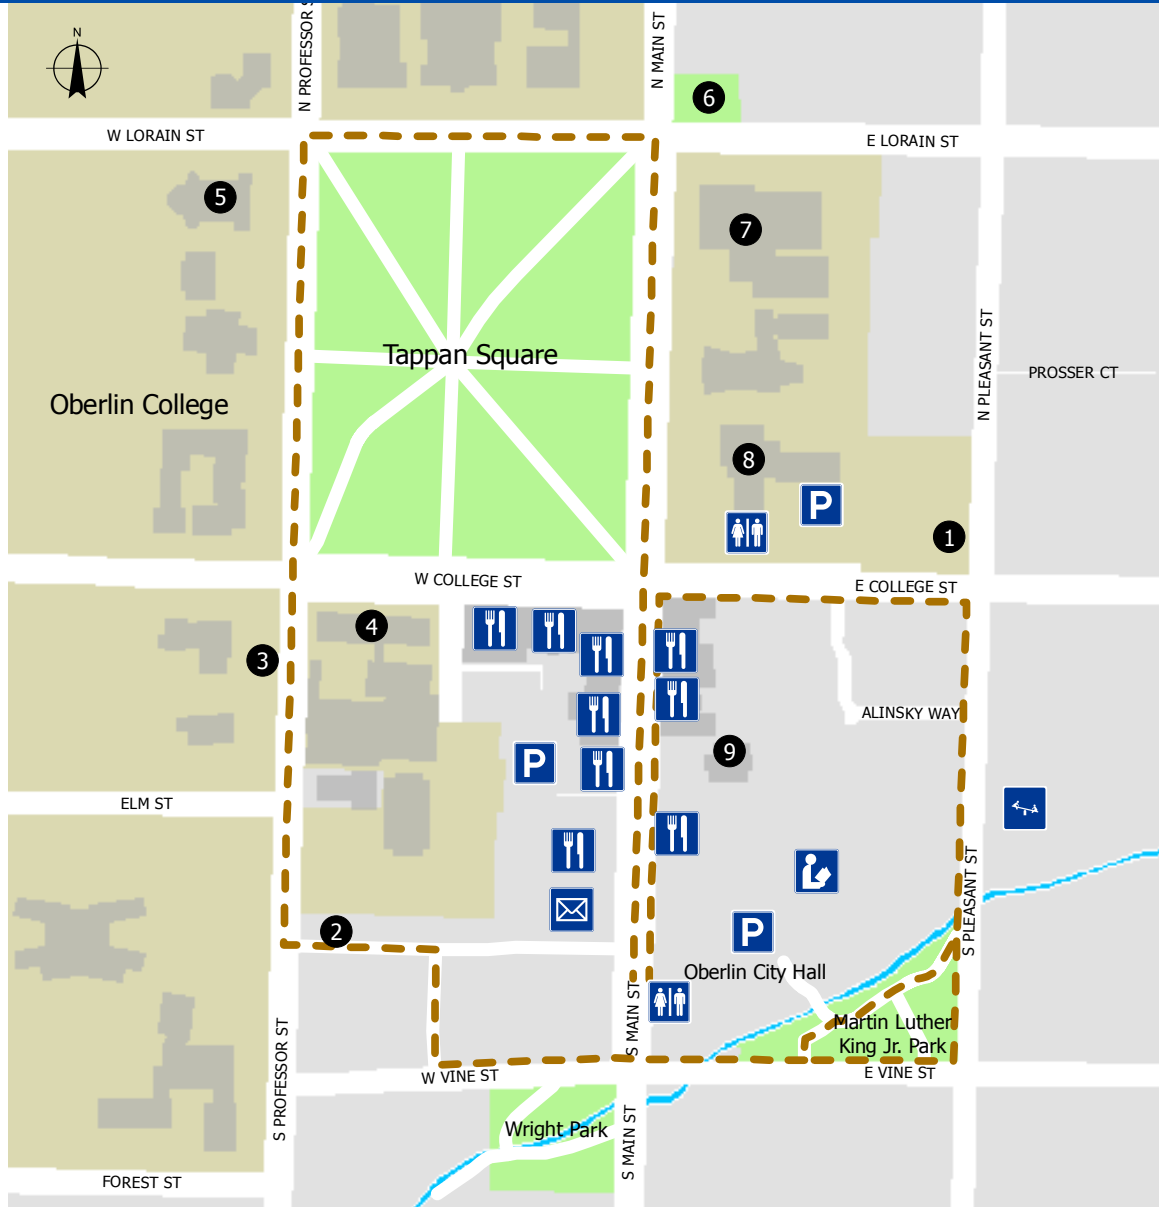 N PROFESSOR S
N MAIN ST
N
6
W LORAIN ST
E LORAIN ST
5
7
Tappan Square
N PLEASANT ST
PROSSER CT
Oberlin College
8
P
1
W COLLEGE ST
E COLLEGE ST
4
3
ALINSKY WAY
9
P
ELM ST
S PLEASANT ST
2
P
Oberlin City Hall
S MAIN ST
Martin Luther
King Jr. Park
S PROFESSOR ST
W VINE ST
E VINE ST
Wright Park
S MAIN ST
FOREST ST